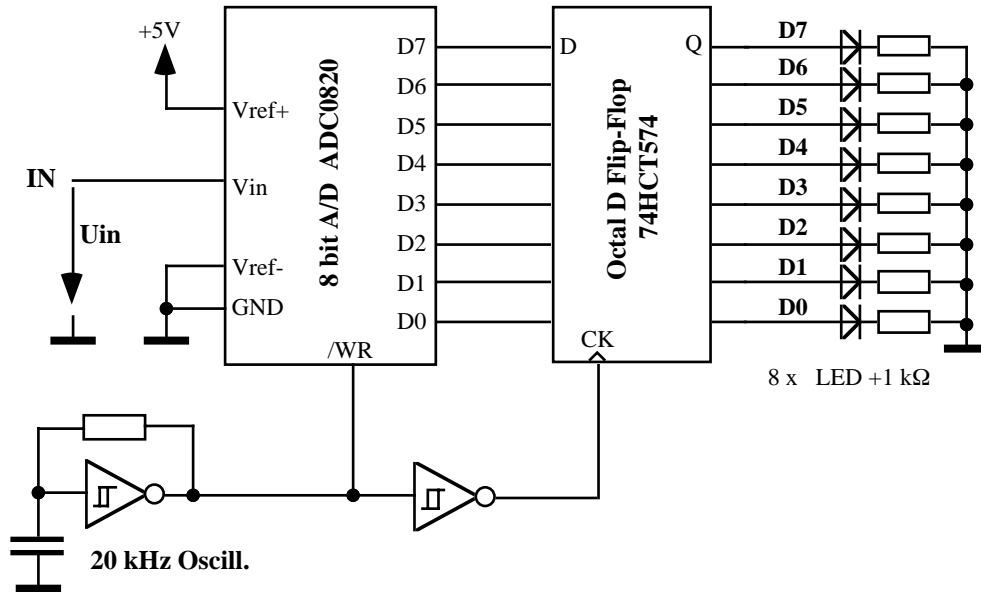 +5V
Vref+
IN
Vin
Uin
Vref-
GND
/WR
8 bit A/D ADC0820
D7
D6
D5
D4
D3
D2
D1
D0
D
Q
Octal D Flip-Flop
74HCT574
CK
D7
D6
D5
D4
D3
D2
D1
D0
8 x LED +1 kΩ
20 kHz Oscill.